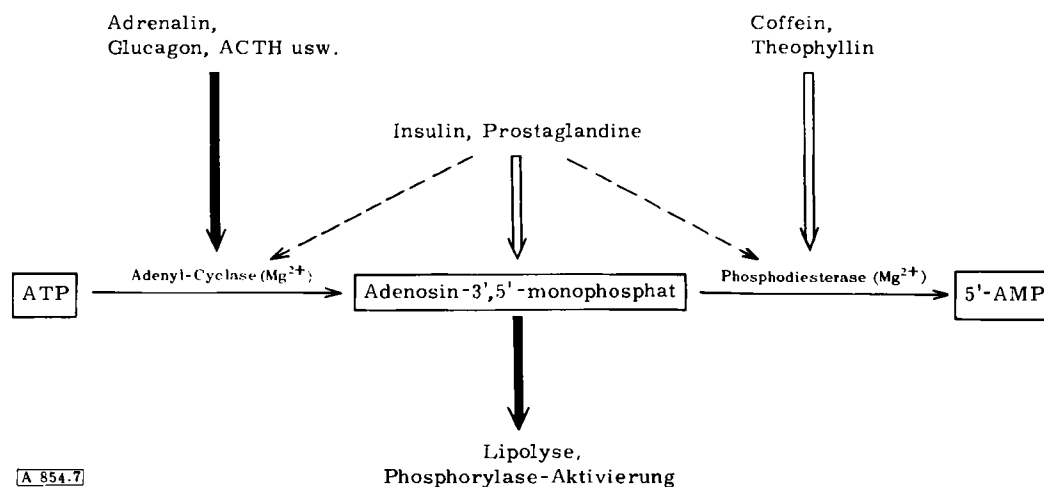 Adrenalin,
Glucagon, ACTH usw.
Coffein,
Theophyllin
Insulin, Prostaglandine
ATP
Adenyl-Cyclase (Mg2+)
Adenosin-3',5'-monophosphat
Phosphodiesterase (Mg2+)
5'-AMP
Lipolyse,
Phosphorylase-Aktivierung
A 854.7